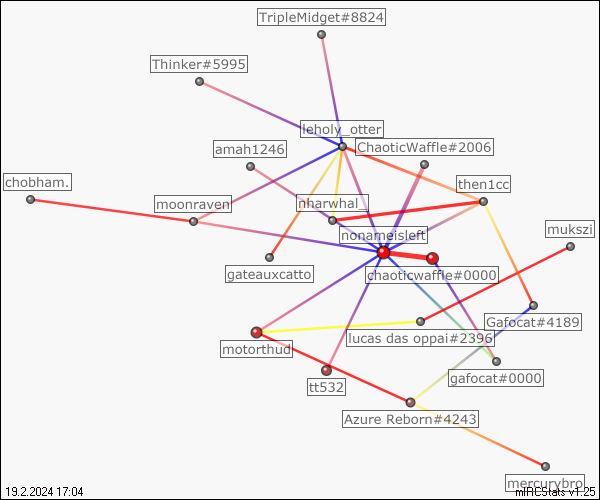 TripleMidget#8824
Thinker#5995
leholy_otter
amah1246
ChaoticWaffle#2006
chobham.
then1cc
moonraven
nharwhal_
nonameisleft
mukszi
gateauxcatto
chaoticwaffle#0000
Gafocat#4189
lucas das oppai#2396
motorthud
gafocat#0000
tt532
Azure Reborn#4243
mercurybro
19.2.2024 17:04
mIRCStats v1.25